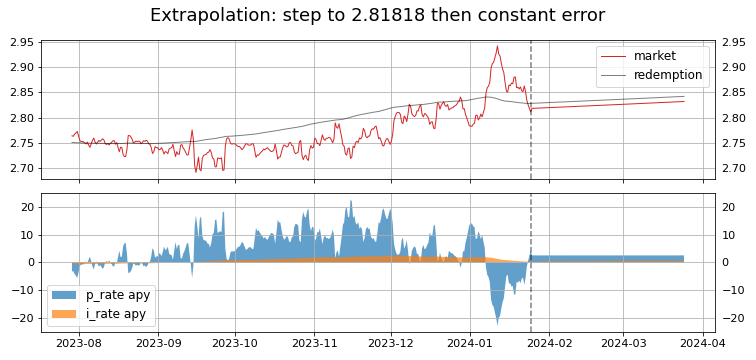 Extrapolation: step to 2.81818 then constant error
2.95 2.95
2.90 2.90
2.85 2.85
2.80 2.80
2.75 2.75
2.70 2.70
market
redemption
20 20
10 10
0 0
−10 −10
−20 −20
p_rate apy
i_rate apy
2023-08 2023-09 2023-10 2023-11 2023-12 2024-01 2024-02 2024-03 2024-04